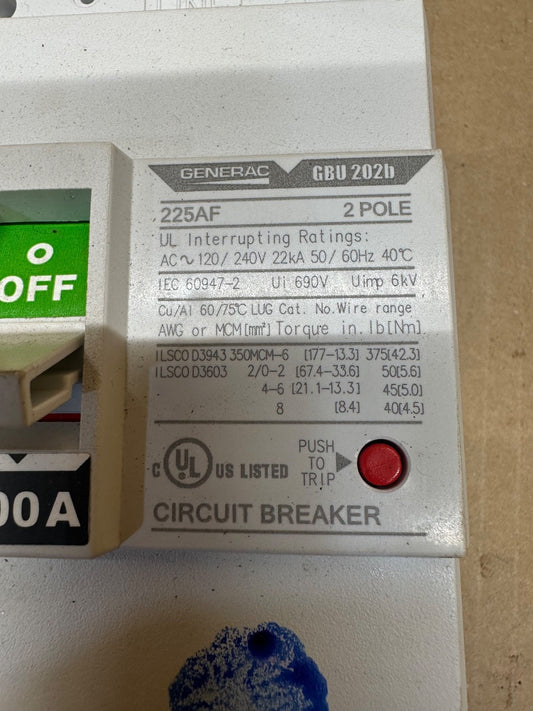 GENERAC GBU 202b
225AF 2 POLE
UL Interrupting Ratings:
AC ~ 120/ 240V 22kA 50/ 60Hz 40℃
IEC 60947-2 Ui 690V Uimp 6kV
Cu/Al 60/75℃ LUG Cat. No. Wire range
AWG or MCM[mm²] Torque in. lb[Nm]
ILSCO D3943 350MCM-6 [177-13.3] 375(42.3]
ILSCO D3603 2/0-2 [67.4-33.6] 50[5.6]
4-6 [21.1-13.3] 45[5.0]
8 [8.4] 40[4.5]
O
OFF
C UL US LISTED
PUSH
TO
TRIP
00A
CIRCUIT BREAKER